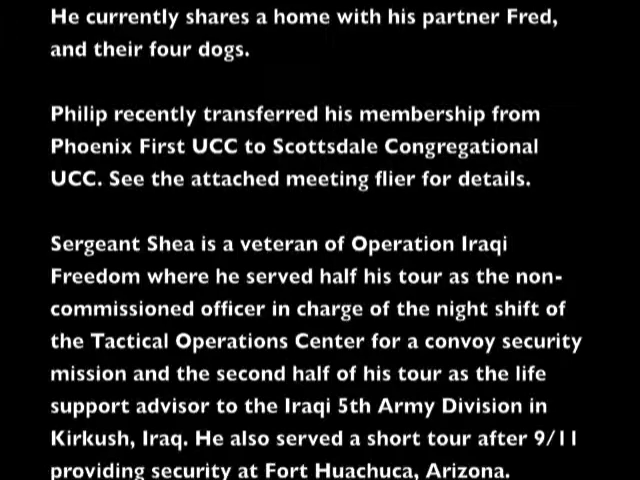 He currently shares a home with his partner Fred,
and their four dogs.
Philip recently transferred his membership from
Phoenix First UCC to Scottsdale Congregational
UCC. See the attached meeting flier for details.
Sergeant Shea is a veteran of Operation Iraqi
Freedom where he served half his tour as the non-
commissioned officer in charge of the night shift of
the Tactical Operations Center for a convoy security
mission and the second half of his tour as the life
support advisor to the Iraqi 5th Army Division in
Kirkush, Iraq. He also served a short tour after 9/11
providing security at Fort Huachuca, Arizona.